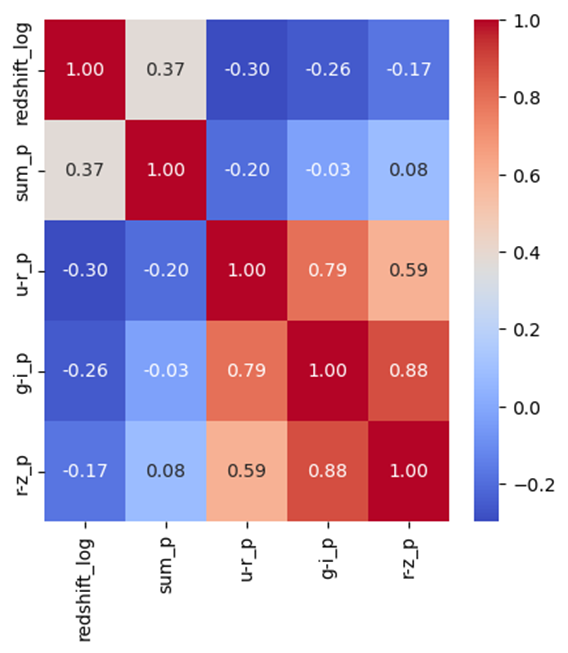 redshift_log 1.00 0.37 -0.30 -0.26 -0.17
sum_p 0.37 1.00 -0.20 -0.03 0.08
u-r_p -0.30 -0.20 1.00 0.79 0.59
g-i_p -0.26 -0.03 0.79 1.00 0.88
r-z_p -0.17 0.08 0.59 0.88 1.00
redshift_log sum_p u-r_p g-i_p r-z_p
1.0
0.8
0.6
0.4
0.2
0.0
−0.2